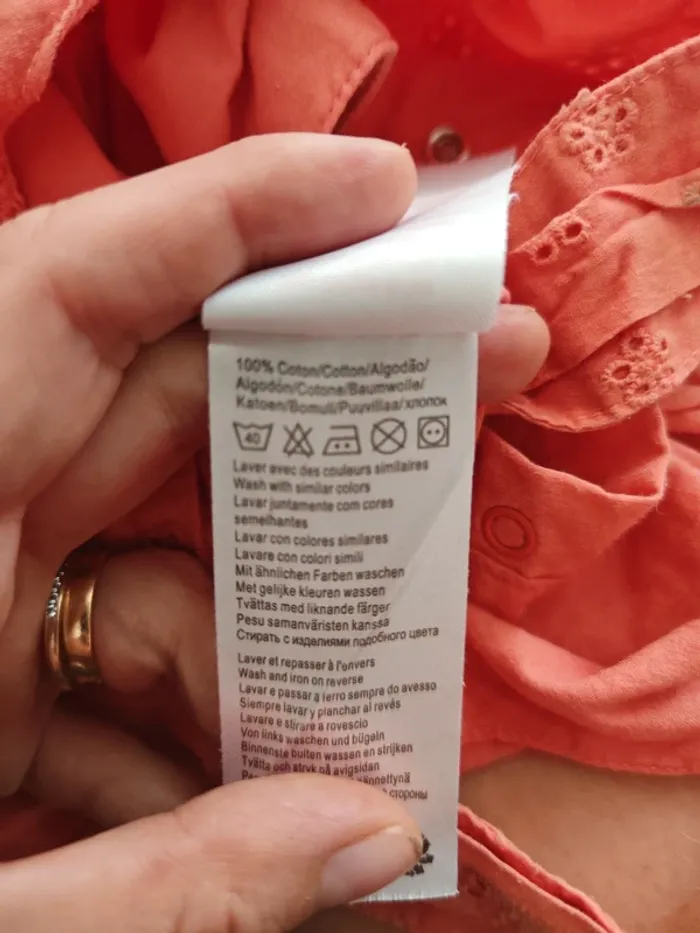 100% Coton/Cotton/Algodão/
Algodón/Cotone/Baumwolle/
Katoen/Bomull/Puuvillaa/хлопок
40
Laver avec des couleurs similaires
Wash with similar colors
Lavar juntamente com cores
semelhantes
Lavar con colores similares
Lavare con colori simili
Mit ähnlichen Farben waschen
Met gelijke kleuren wassen
Tvättas med liknande färger
Pesu samanväristen kanssa
Стирать с изделиями подобного цвета
Laver et repasser à l'envers
Wash and iron on reverse
Lavar e passar a ferro sempre do avesso
Siempre lavar y planchar al revés
Lavare e stirare a rovescio
Von links waschen und bügeln
Binnenste buiten wassen en strijken
Tvätta och stryk på avigsidan
стороны